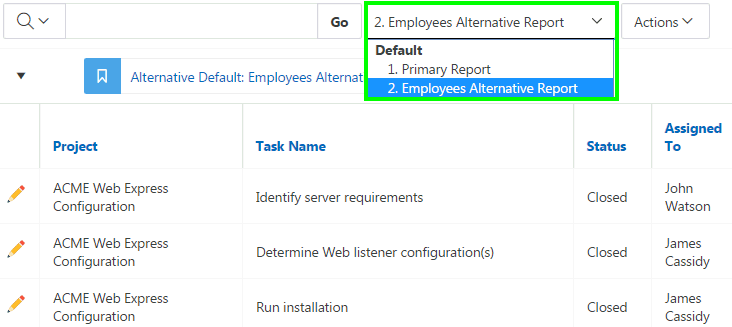 Go
2. Employees Alternative Report
Actions
Default
1. Primary Report
2. Employees Alternative Report
Alternative Default: Employees Alternat
Project
Task Name
Status
Assigned
To
ACME Web Express
Configuration
Identify server requirements
Closed
John
Watson
ACME Web Express
Configuration
Determine Web listener configuration(s)
Closed
James
Cassidy
ACME Web Express
Configuration
Run installation
Closed
James
Cassidy